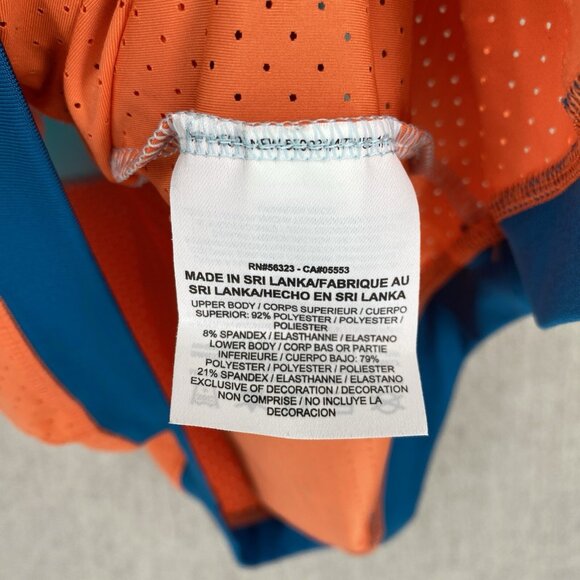 RN#56323 - CA#05553
MADE IN SRI LANKA/FABRIQUE AU
SRI LANKA/HECHO EN SRI LANKA
UPPER BODY / CORPS SUPERIEUR / CUERPO
SUPERIOR: 92% POLYESTER / POLYESTER /
POLIESTER
8% SPANDEX / ELASTHANNE / ELASTANO
LOWER BODY / CORP BAS OR PARTIE
INFERIEURE / CUERPO BAJO: 79%
POLYESTER / POLYESTER / POLIESTER
21% SPANDEX / ELASTHANNE / ELASTANO
EXCLUSIVE OF DECORATION / DECORATION
NON COMPRISE / NO INCLUYE LA
DECORACION